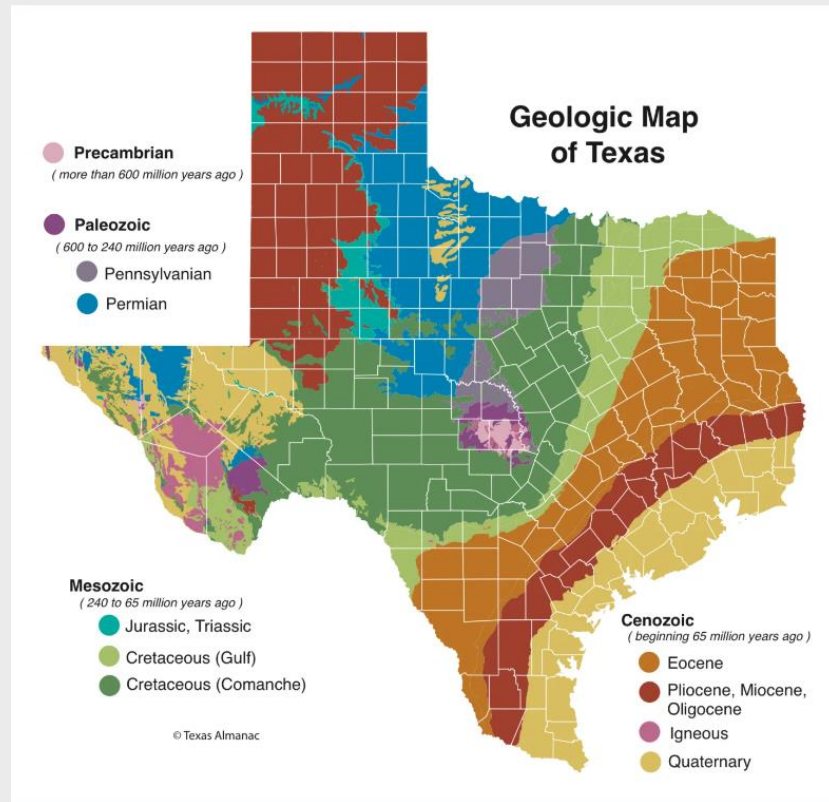 Geologic Map
of Texas
Precambrian
( more than 600 million years ago )
Paleozoic
( 600 to 240 million years ago )
Pennsylvanian
Permian
Mesozoic
( 240 to 65 million years ago )
Jurassic, Triassic
Cretaceous (Gulf)
Cretaceous (Comanche)
© Texas Almanac
Cenozoic
( beginning 65 million years ago )
Eocene
Pliocene, Miocene,
Oligocene
Igneous
Quaternary